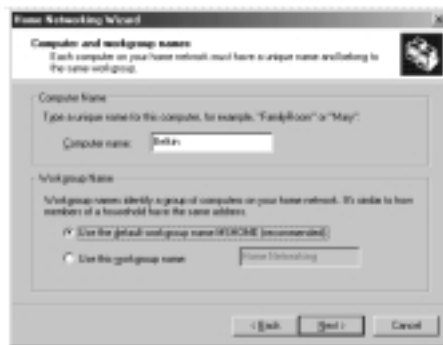 Home Networking Wizard
Computer and workgroup names
Each computer on your home network must have a unique name and belong to
the same workgroup.
Computer Name
Type a unique name for this computer, for example, "FamilyRoom" or "Mary":
Computer name:
Belkin
Workgroup Name
Workgroup names identify a group of computers on your home network. It's similar to how
members of a household have the same address.
Use the default workgroup name MSHOME (recommended).
Use this workgroup name:
Home Networking
< Back
Next >
Cancel